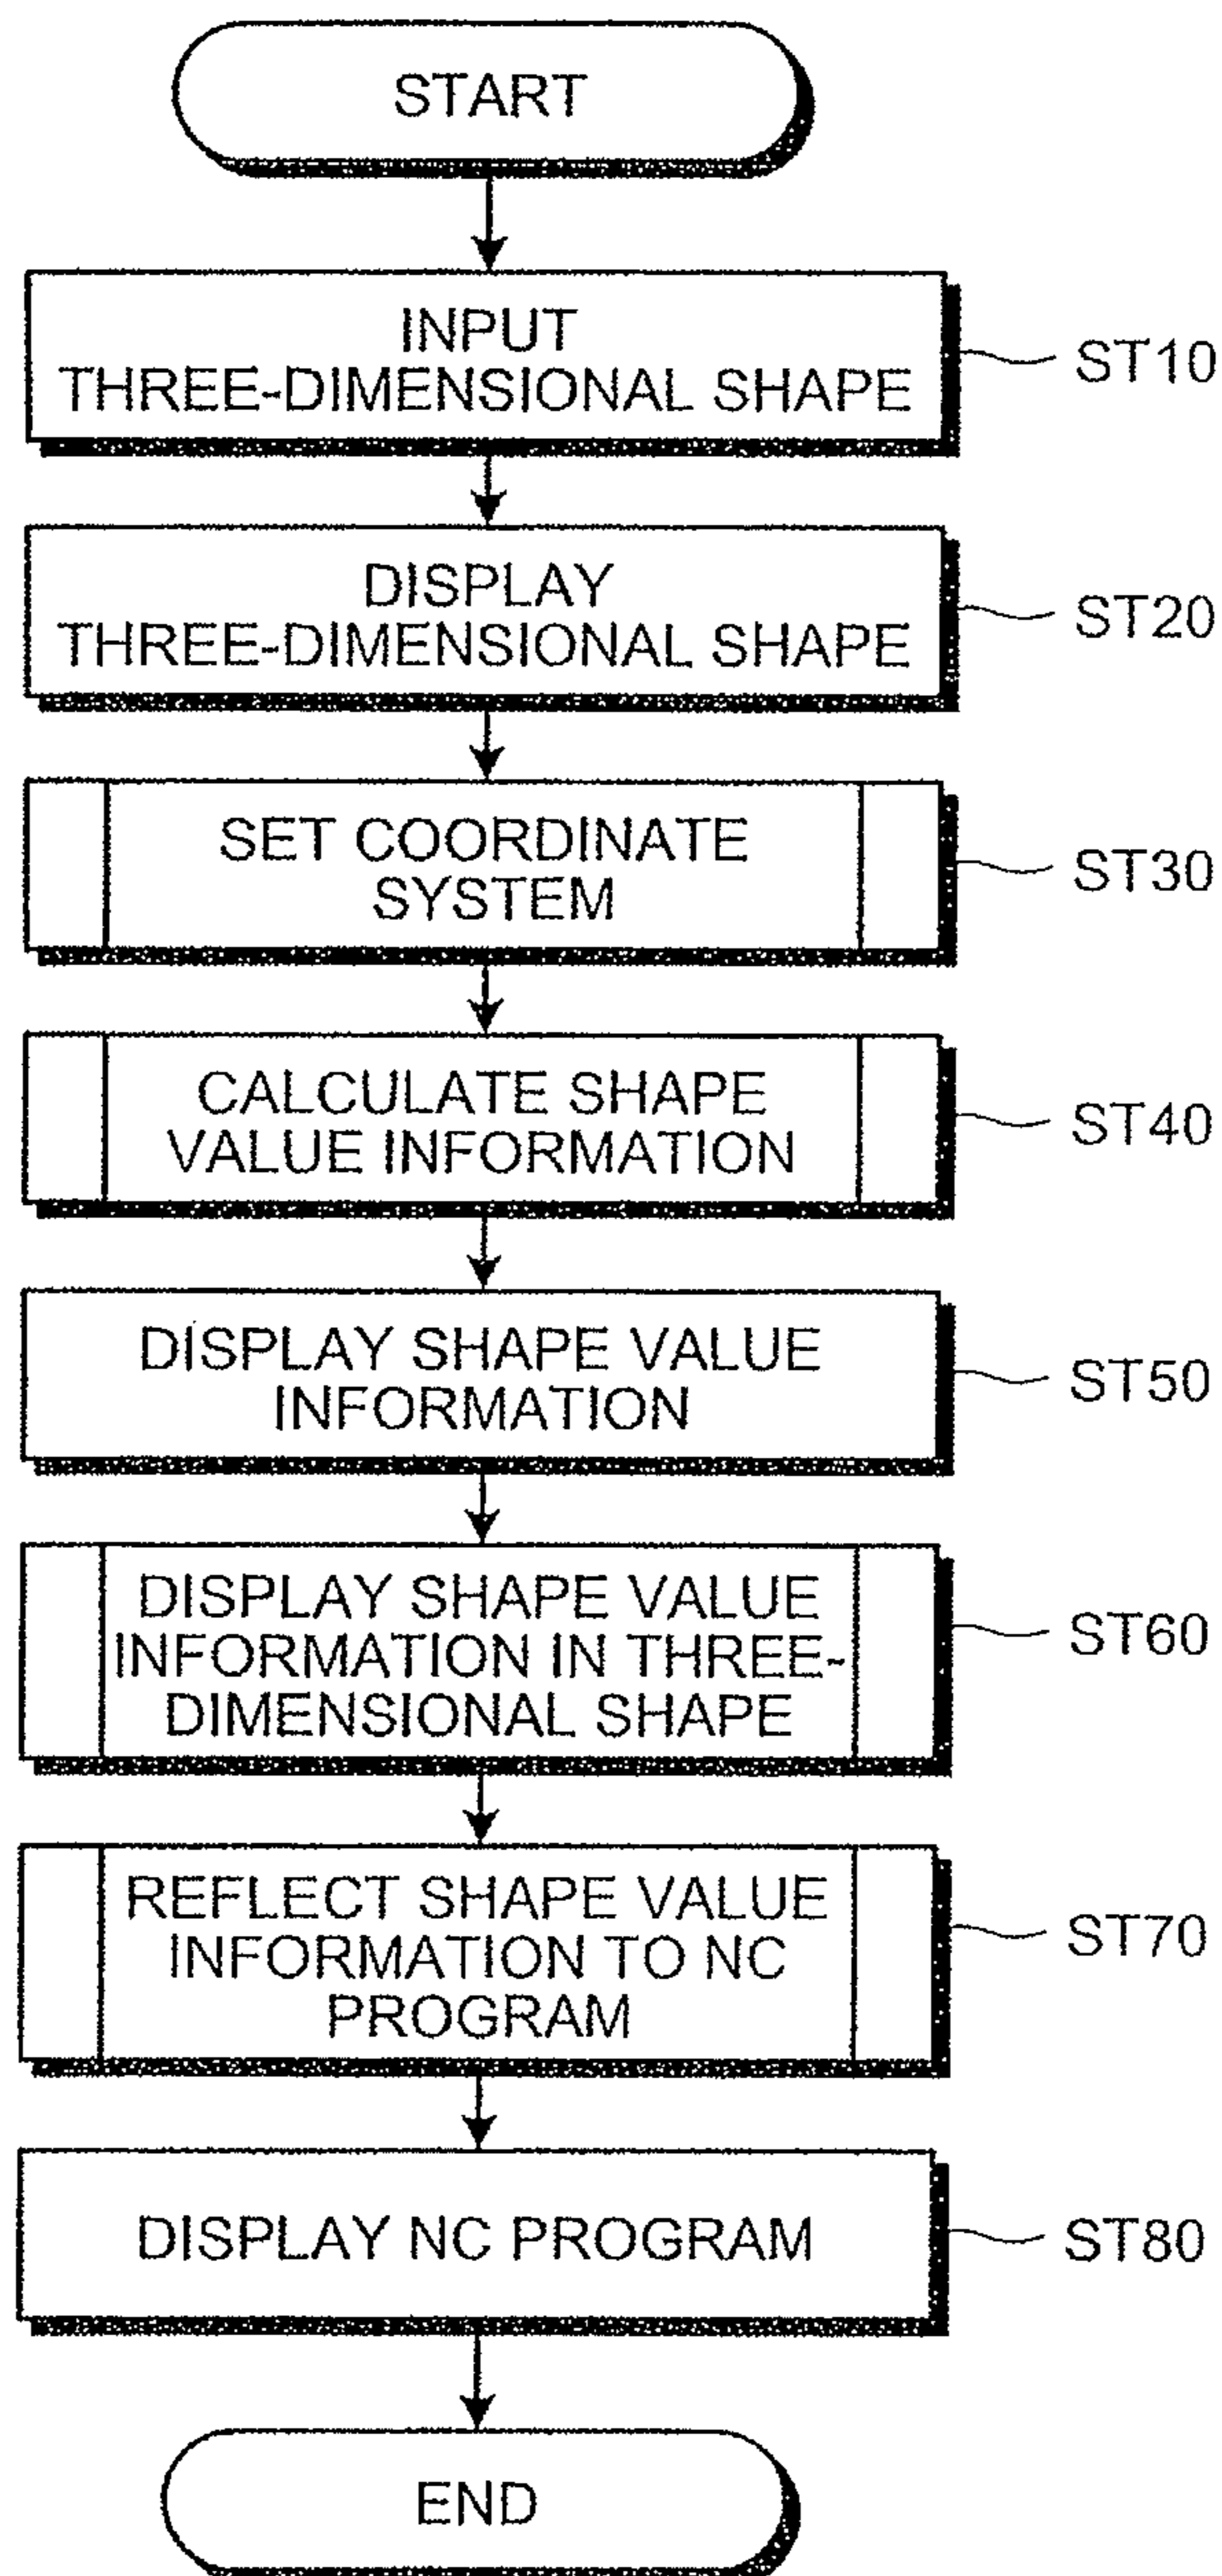 START
INPUT
THREE-DIMENSIONAL SHAPE
ST10
DISPLAY
THREE-DIMENSIONAL SHAPE
ST20
SET COORDINATE
SYSTEM
ST30
CALCULATE SHAPE
VALUE INFORMATION
ST40
DISPLAY SHAPE VALUE
INFORMATION
ST50
DISPLAY SHAPE VALUE
INFORMATION IN THREE-
DIMENSIONAL SHAPE
ST60
REFLECT SHAPE VALUE
INFORMATION TO NC
PROGRAM
ST70
DISPLAY NC PROGRAM
ST80
END